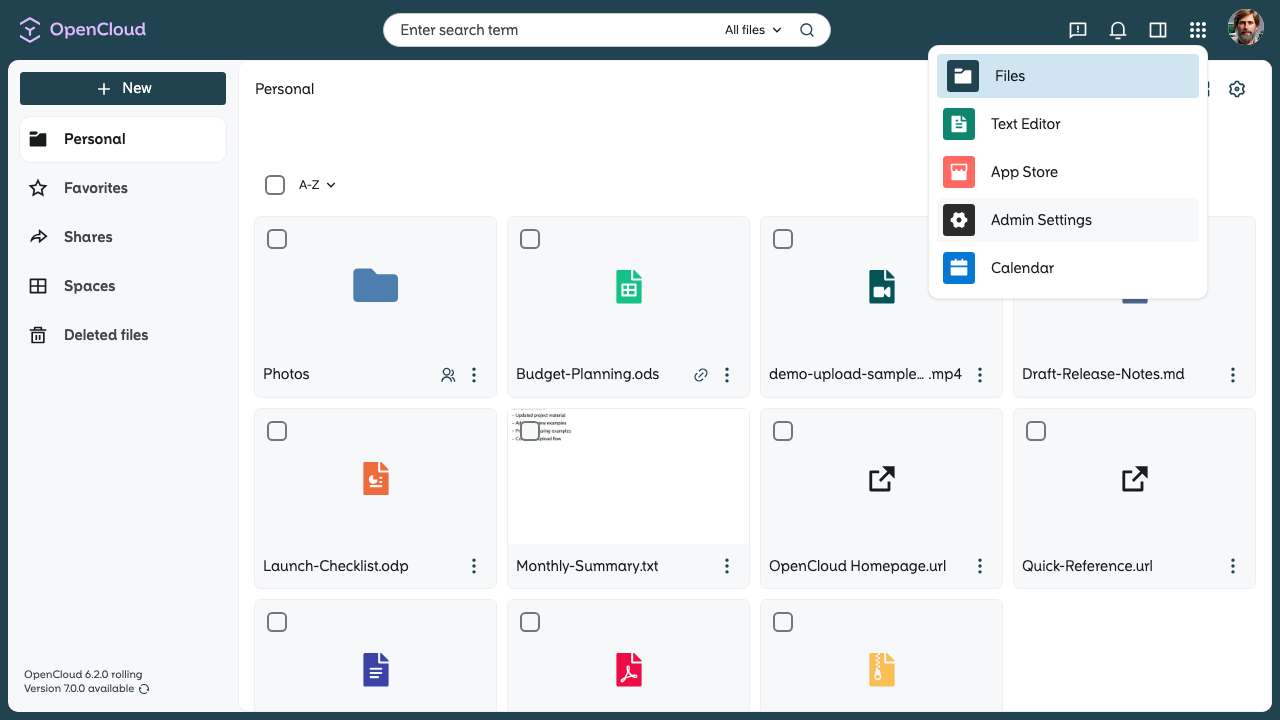 OpenCloud
Enter search term
All files
New
Personal
Favorites
Shares
Spaces
Deleted files
OpenCloud 6.2.0 rolling
Version 7.0.0 available
Personal
A-Z
Files
Text Editor
App Store
Admin Settings
Calendar
Photos
Budget-Planning.ods
demo-upload-sample… .mp4
Draft-Release-Notes.md
- Updated project material
Launch-Checklist.odp
Monthly-Summary.txt
OpenCloud Homepage.url
Quick-Reference.url